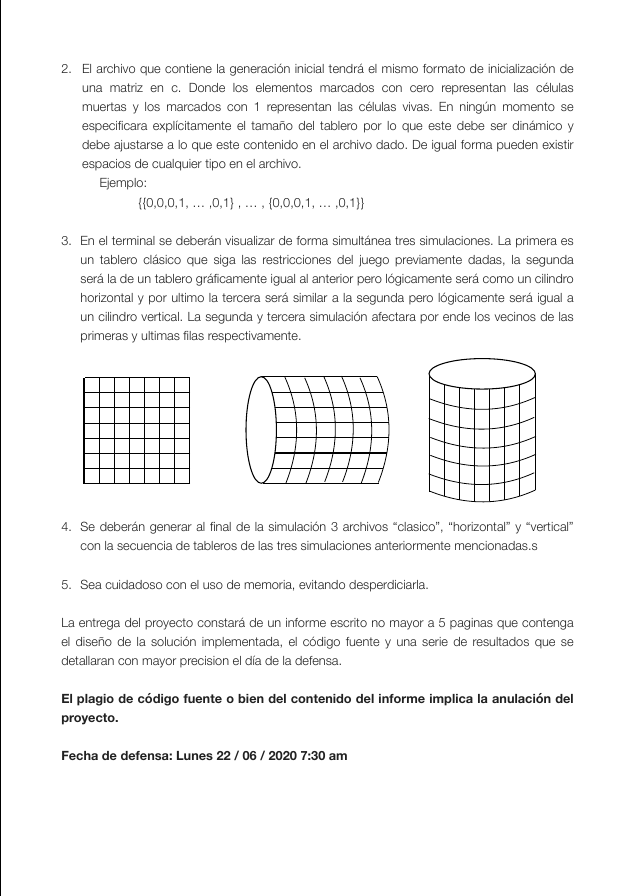 2. El archivo que contiene la generación inicial tendrá el mismo formato de inicialización de
una matriz en c. Donde los elementos marcados con cero representan las células
muertas y los marcados con 1 representan las células vivas. En ningún momento se
especificara explícitamente el tamaño del tablero por lo que este debe ser dinámico y
debe ajustarse a lo que este contenido en el archivo dado. De igual forma pueden existir
espacios de cualquier tipo en el archivo.
Ejemplo:
{{0,0,0,1, … ,0,1} , … , {0,0,0,1, … ,0,1}}
3. En el terminal se deberán visualizar de forma simultánea tres simulaciones. La primera es
un tablero clásico que siga las restricciones del juego previamente dadas, la segunda
será la de un tablero gráficamente igual al anterior pero lógicamente será como un cilindro
horizontal y por ultimo la tercera será similar a la segunda pero lógicamente será igual a
un cilindro vertical. La segunda y tercera simulación afectara por ende los vecinos de las
primeras y ultimas filas respectivamente.
4. Se deberán generar al final de la simulación 3 archivos “clasico”, “horizontal” y “vertical”
con la secuencia de tableros de las tres simulaciones anteriormente mencionadas.s
5. Sea cuidadoso con el uso de memoria, evitando desperdiciarla.
La entrega del proyecto constará de un informe escrito no mayor a 5 paginas que contenga
el diseño de la solución implementada, el código fuente y una serie de resultados que se
detallaran con mayor precision el día de la defensa.
El plagio de código fuente o bien del contenido del informe implica la anulación del
proyecto.
Fecha de defensa: Lunes 22 / 06 / 2020 7:30 am